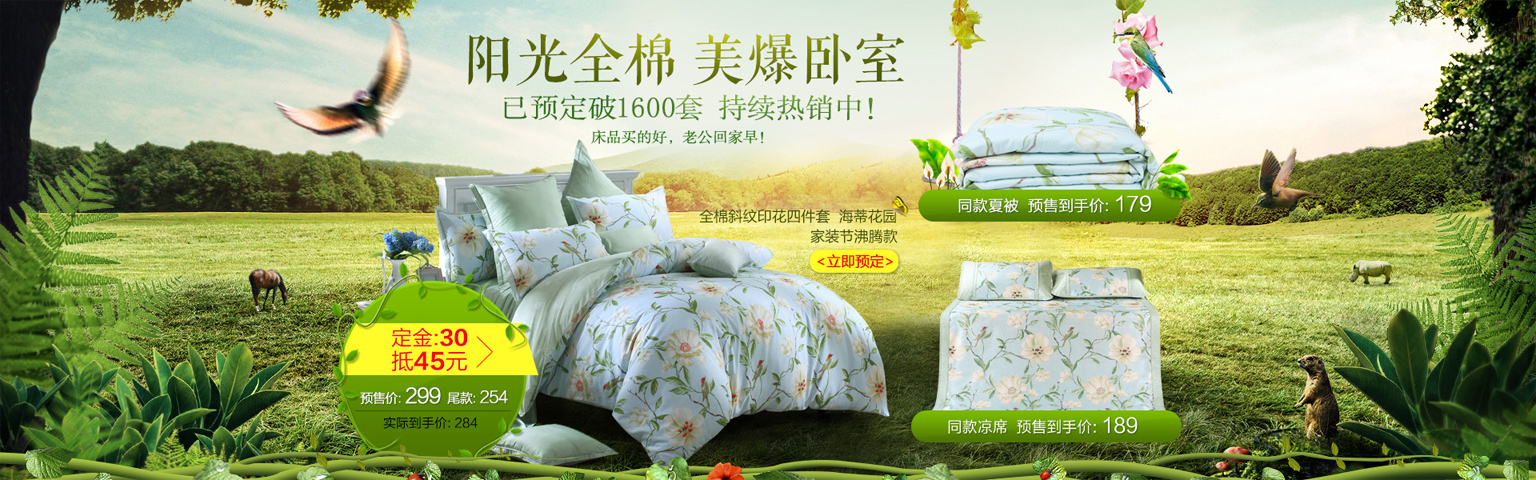 阳光全棉 美爆卧室
已预定破1600套 持续热销中!
床品买的好，老公回家早!
全棉斜纹印花四件套 海蒂花园
家装节沸腾款
<立即预定>
定金:30
抵45元
预售价: 299 尾款: 254
实际到手价: 284
同款夏被 预售到手价: 179
同款凉席 预售到手价: 189